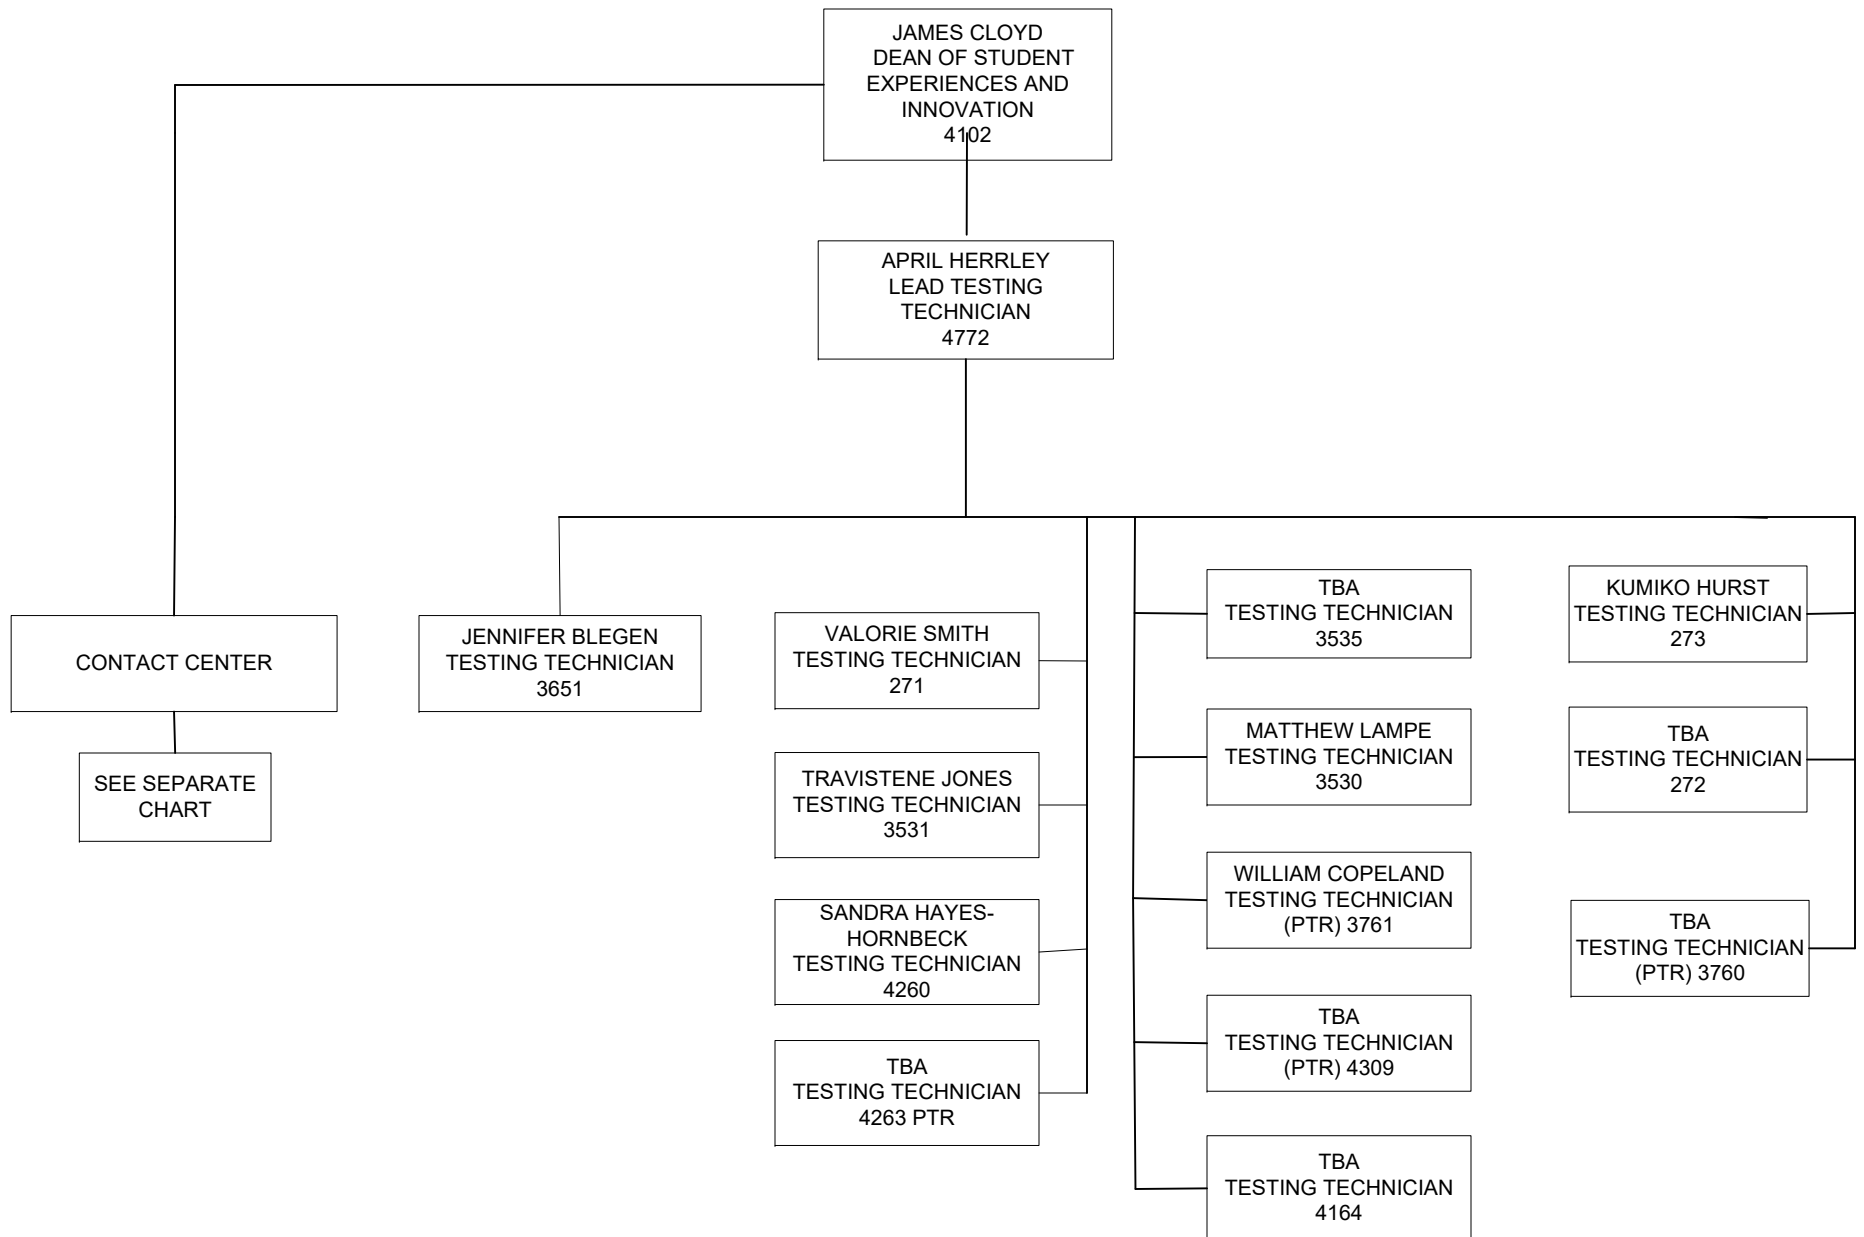 JAMES CLOYD
DEAN OF STUDENT
EXPERIENCES AND
INNOVATION
4102
APRIL HERRLEY
LEAD TESTING
TECHNICIAN
4772
CONTACT CENTER
SEE SEPARATE
CHART
JENNIFER BLEGEN
TESTING TECHNICIAN
3651
VALORIE SMITH
TESTING TECHNICIAN
271
TRAVISTENE JONES
TESTING TECHNICIAN
3531
SANDRA HAYES-
HORNBECK
TESTING TECHNICIAN
4260
TBA
TESTING TECHNICIAN
4263 PTR
TBA
TESTING TECHNICIAN
3535
MATTHEW LAMPE
TESTING TECHNICIAN
3530
WILLIAM COPELAND
TESTING TECHNICIAN
(PTR) 3761
TBA
TESTING TECHNICIAN
(PTR) 4309
TBA
TESTING TECHNICIAN
4164
KUMIKO HURST
TESTING TECHNICIAN
273
TBA
TESTING TECHNICIAN
272
TBA
TESTING TECHNICIAN
(PTR) 3760